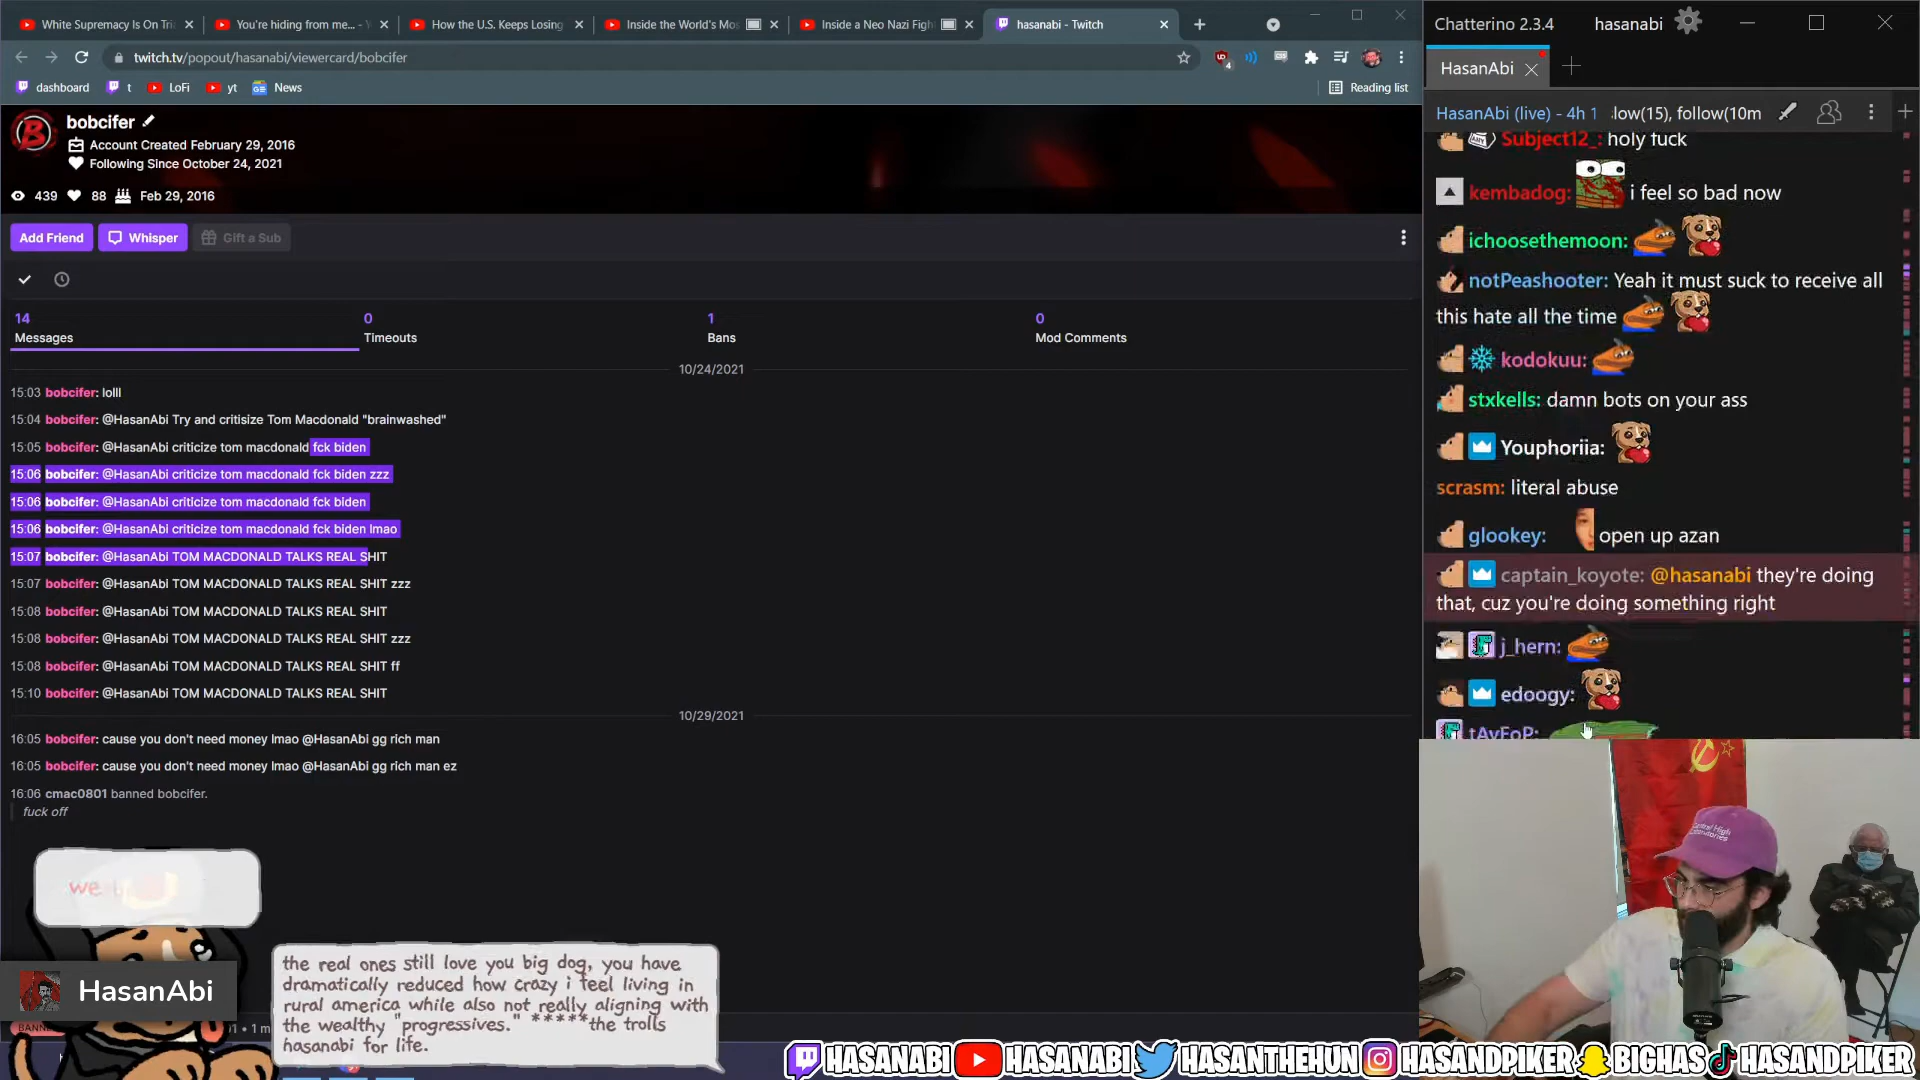 White Supremacy Is On Tri
You're hiding from me... - Y
How the U.S. Keeps Losing
Inside the World's Mos
Inside a Neo Nazi Figh
hasanabi - Twitch
twitch.tv/popout/hasanabi/viewercard/bobcifer
4
dashboard
t
LoFi
yt
News
Reading list
bobcifer
Account Created February 29, 2016
Following Since October 24, 2021
439 88 Feb 29, 2016
Add Friend
Whisper
Gift a Sub
14
Messages
0
Timeouts
1
Bans
0
Mod Comments
10/24/2021
15:03 bobcifer: lolll
15:04 bobcifer: @HasanAbi Try and critisize Tom Macdonald "brainwashed"
15:05 bobcifer: @HasanAbi criticize tom macdonald fck biden
15:06 bobcifer: @HasanAbi criticize tom macdonald fck biden zzz
15:06 bobcifer: @HasanAbi criticize tom macdonald fck biden
15:06 bobcifer: @HasanAbi criticize tom macdonald fck biden lmao
15:07 bobcifer: @HasanAbi TOM MACDONALD TALKS REAL SHIT
15:07 bobcifer: @HasanAbi TOM MACDONALD TALKS REAL SHIT zzz
15:08 bobcifer: @HasanAbi TOM MACDONALD TALKS REAL SHIT
15:08 bobcifer: @HasanAbi TOM MACDONALD TALKS REAL SHIT zzz
15:08 bobcifer: @HasanAbi TOM MACDONALD TALKS REAL SHIT ff
15:10 bobcifer: @HasanAbi TOM MACDONALD TALKS REAL SHIT
10/29/2021
16:05 bobcifer: cause you don't need money lmao @HasanAbi gg rich man
16:05 bobcifer: cause you don't need money lmao @HasanAbi gg rich man ez
16:06 cmac0801 banned bobcifer.
fuck off
the real ones still love you big dog, you have
dramatically reduced how crazy i feel living in
rural america while also not really aligning with
the wealthy "progressives." *****the trolls
hasanabi for life.
HasanAbi
Chatterino 2.3.4
hasanabi
HasanAbi
HasanAbi (live) - 4h 1
low(15), follow(10m
Subject12_: holy fuck
kembadog: i feel so bad now
ichoosethemoon:
notPeashooter: Yeah it must suck to receive all
this hate all the time
kodokuu:
stxkells: damn bots on your ass
Youphoriia:
scrasm: literal abuse
glookey: open up azan
captain_koyote: @hasanabi they're doing
that, cuz you're doing something right
j_hern:
edoogy:
tAyFoP:
HASANABI HASANABI HASANTHEHUN HASANDPIKER BIGHAS HASANDPIKER